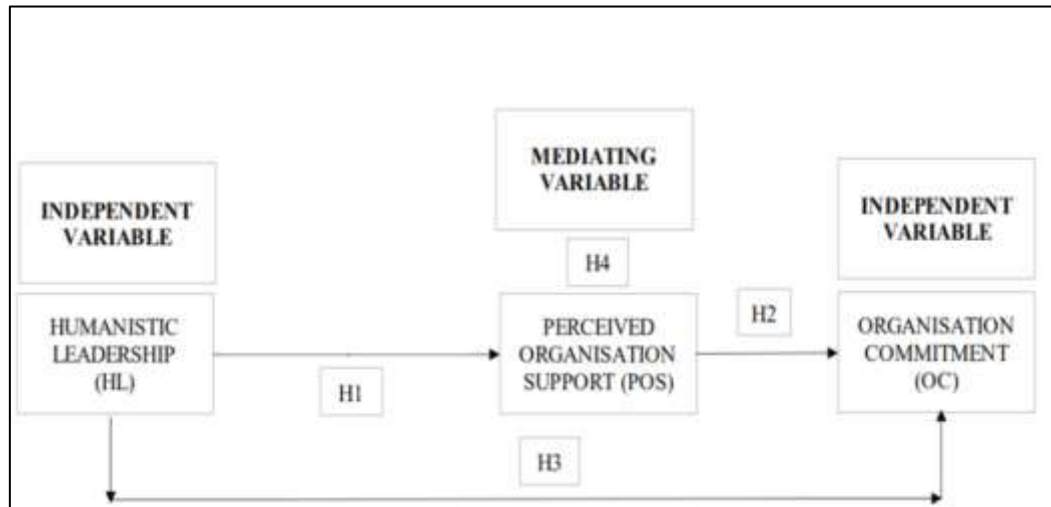 MEDIATING
VARIABLE
INDEPENDENT
VARIABLE
INDEPENDENT
VARIABLE
H4
HUMANISTIC
LEADERSHIP
(HL)
H1
PERCEIVED
ORGANISATION
SUPPORT (POS)
H2
ORGANISATION
COMMITMENT
(OC)
H3